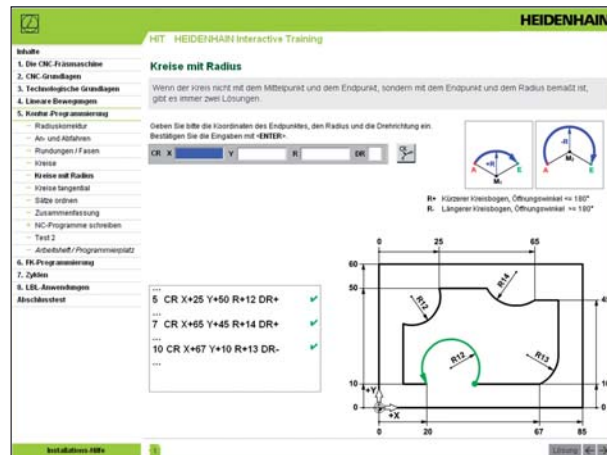 HEIDENHAIN
HIT HEIDENHAIN Interactive Training
Inhalte
1. Die CNC-Fräsmaschine
2. CNC-Grundlagen
3. Technologische Grundlagen
4. Lineare Bewegungen
5. Kontur-Programmierung
Radiuskorrektur
An- und Abfahren
Rundungen / Fasen
Kreise
Kreise mit Radius
Kreise tangential
Sätze ordnen
Zusammenfassung
NC-Programme schreiben
Test 2
Arbeitsheft / Programmierplatz
6. FK-Programmierung
7. Zyklen
8. LBL-Anwendungen
Abschlusstest
Installations-Hilfe
Kreise mit Radius
Wenn der Kreis nicht mit dem Mittelpunkt und dem Endpunkt, sondern mit dem Endpunkt und dem Radius bemaßt ist,
gibt es immer zwei Lösungen.
Geben Sie bitte die Koordinaten des Endpunktes, den Radius und die Drehrichtung ein.
Bestätigen Sie die Eingaben mit <ENTER>.
CR X Y R DR
+R
A M₁ E
-R
A M₂ E
R+ Kürzerer Kreisbogen, Öffnungswinkel <= 180°
R- Längerer Kreisbogen, Öffnungswinkel >= 180°
...
5 CR X+25 Y+50 R+12 DR+
...
7 CR X+65 Y+45 R+14 DR+
...
10 CR X+67 Y+10 R+13 DR-
...
0 25 65
60
50
R12
R14
45
R12
R13
10
10
+Y
0
+X
0
0 20 67 85
Lösung